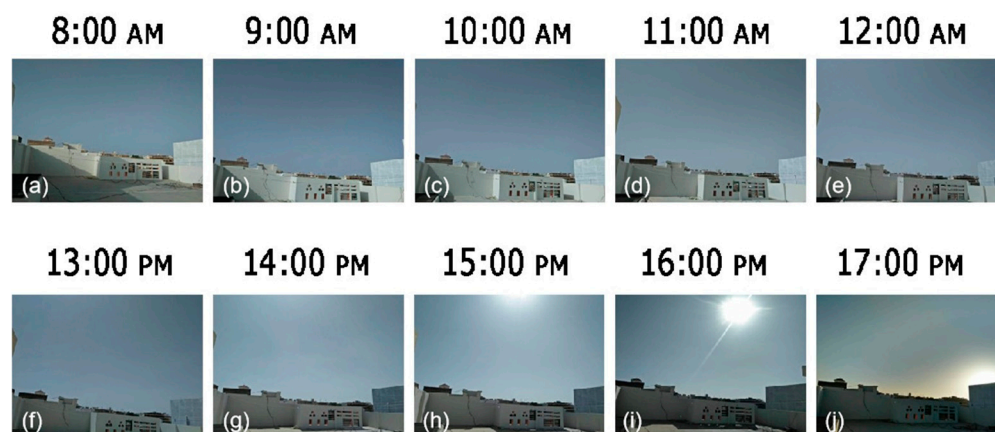 8:00 AM 9:00 AM 10:00 AM 11:00 AM 12:00 AM
(a) (b) (c) (d) (e)
13:00 PM 14:00 PM 15:00 PM 16:00 PM 17:00 PM
(f) (g) (h) (i) (j)